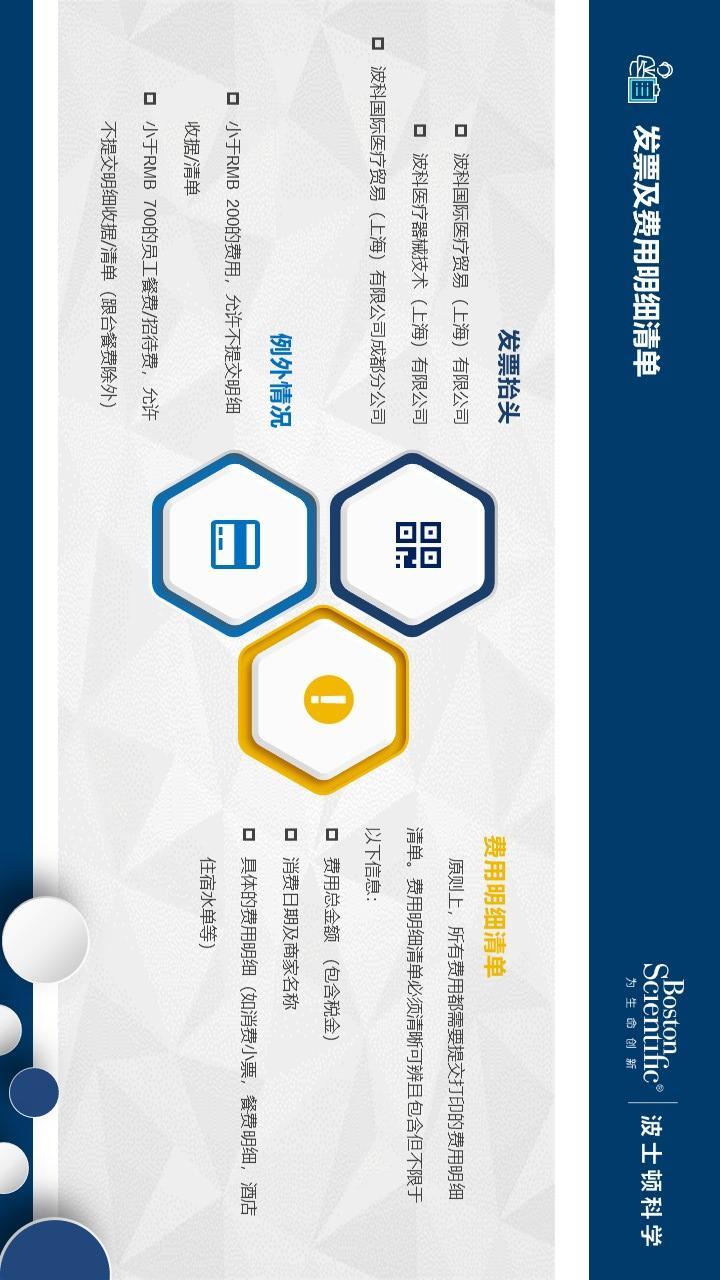 发票及费用明细清单
Boston
Scientific®
为生命创新
波士顿科学
发票抬头
波科国际医疗贸易（上海）有限公司
波科医疗器械技术（上海）有限公司
波科国际医疗贸易（上海）有限公司成都分公司
例外情况
小于RMB 200的费用，允许不提交明细
收据/清单
小于RMB 700的员工餐费/招待费，允许
不提交明细收据/清单（跟台餐费除外）
费用明细清单
原则上，所有费用都需要提交打印的费用明细
清单。费用明细清单必须清晰可辨且包含但不限于
以下信息：
费用总金额 （包含税金）
消费日期及商家名称
具体的费用明细（如消费小票，餐费明细，酒店
住宿水单等）